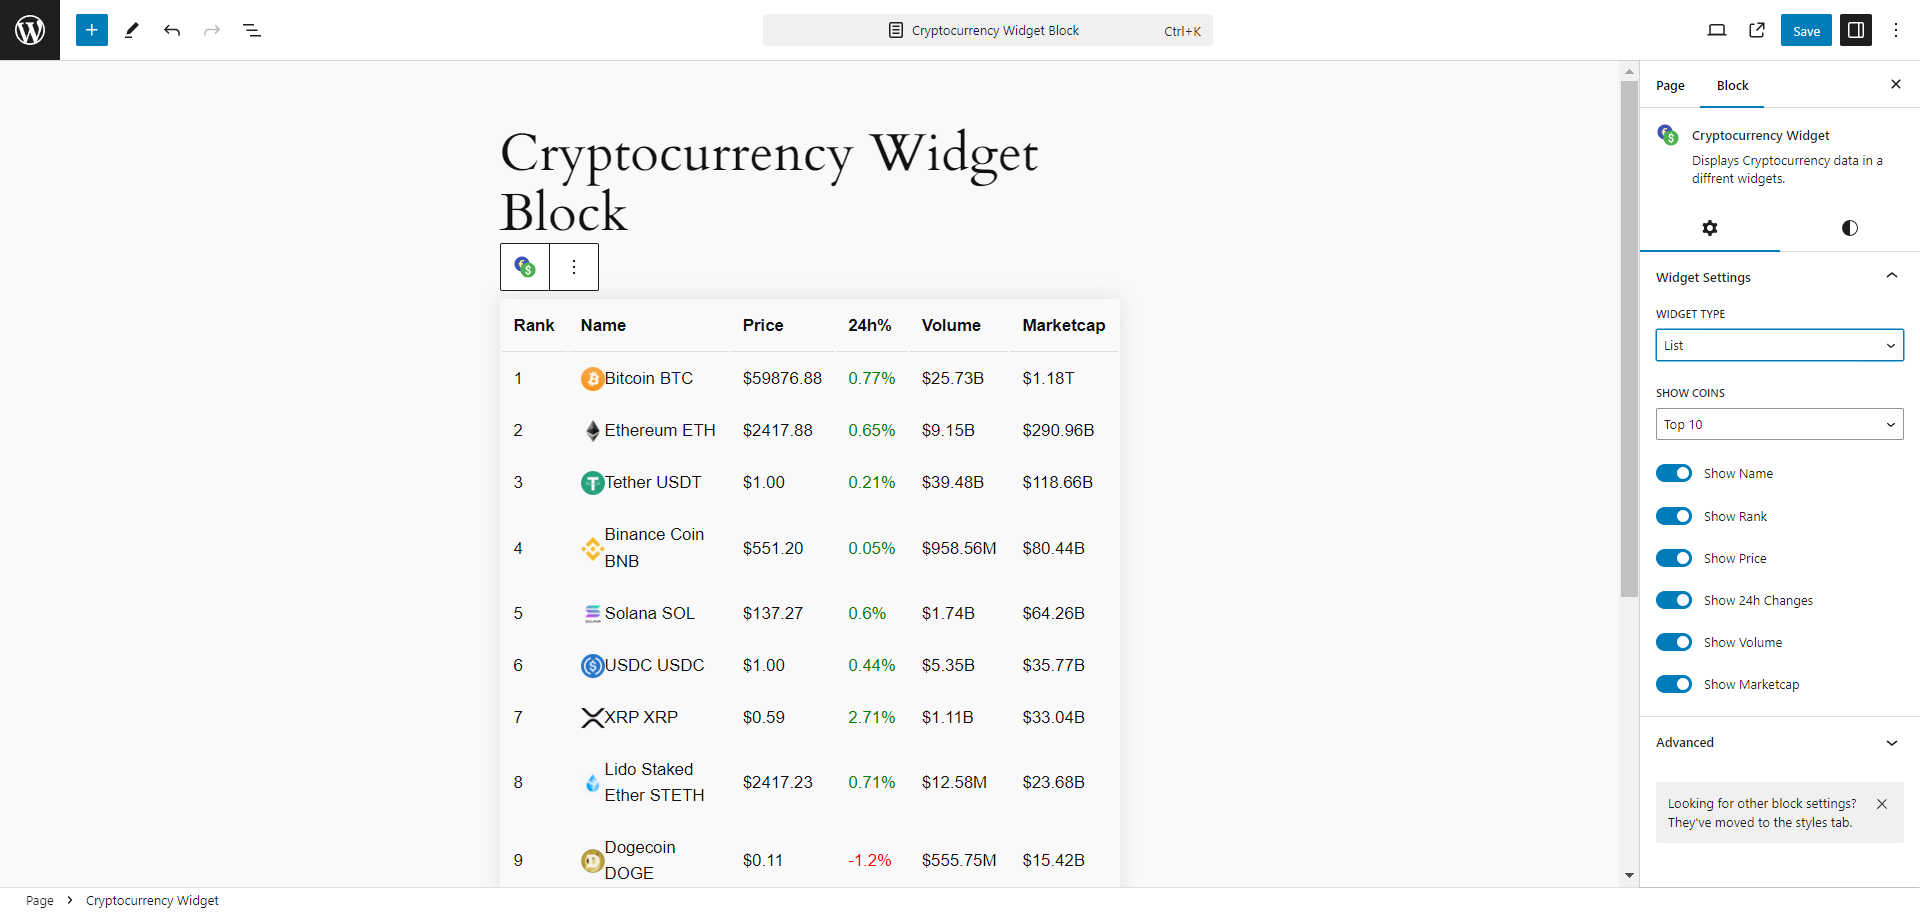 Cryptocurrency Widget Block Ctrl+K
Save
Cryptocurrency Widget
Block
Rank Name Price 24h% Volume Marketcap
1 Bitcoin BTC $59876.88 0.77% $25.73B $1.18T
2 Ethereum ETH $2417.88 0.65% $9.15B $290.96B
3 Tether USDT $1.00 0.21% $39.48B $118.66B
4 Binance Coin
BNB $551.20 0.05% $958.56M $80.44B
5 Solana SOL $137.27 0.6% $1.74B $64.26B
6 USDC USDC $1.00 0.44% $5.35B $35.77B
7 XRP XRP $0.59 2.71% $1.11B $33.04B
8 Lido Staked
Ether STETH $2417.23 0.71% $12.58M $23.68B
9 Dogecoin
DOGE $0.11 -1.2% $555.75M $15.42B
Page Block
Cryptocurrency Widget
Displays Cryptocurrency data in a
diffrent widgets.
Widget Settings
WIDGET TYPE
List
SHOW COINS
Top 10
Show Name
Show Rank
Show Price
Show 24h Changes
Show Volume
Show Marketcap
Advanced
Looking for other block settings?
They've moved to the styles tab.
Page Cryptocurrency Widget